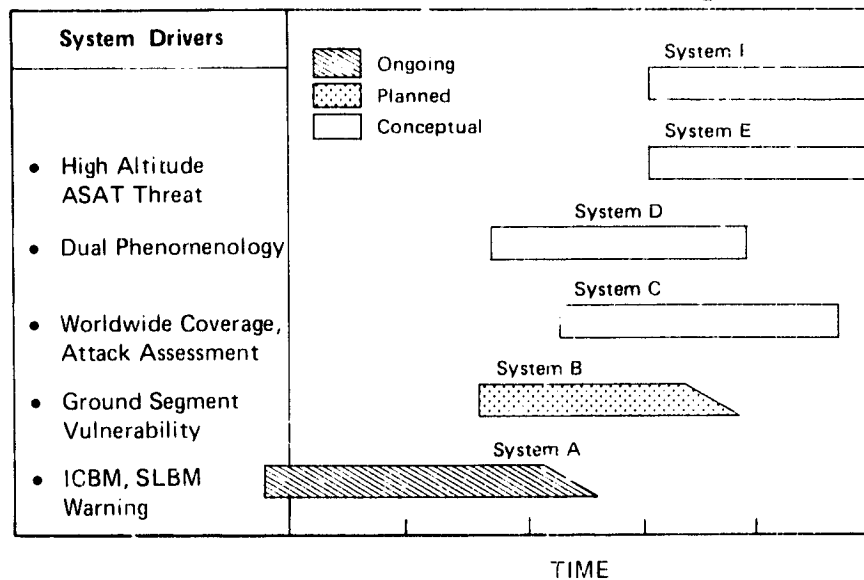 System Drivers
• High Altitude
ASAT Threat
• Dual Phenomenology
• Worldwide Coverage,
Attack Assessment
• Ground Segment
Vulnerability
• ICBM, SLBM
Warning
Ongoing
Planned
Conceptual
System
System E
System D
System C
System B
System A
TIME